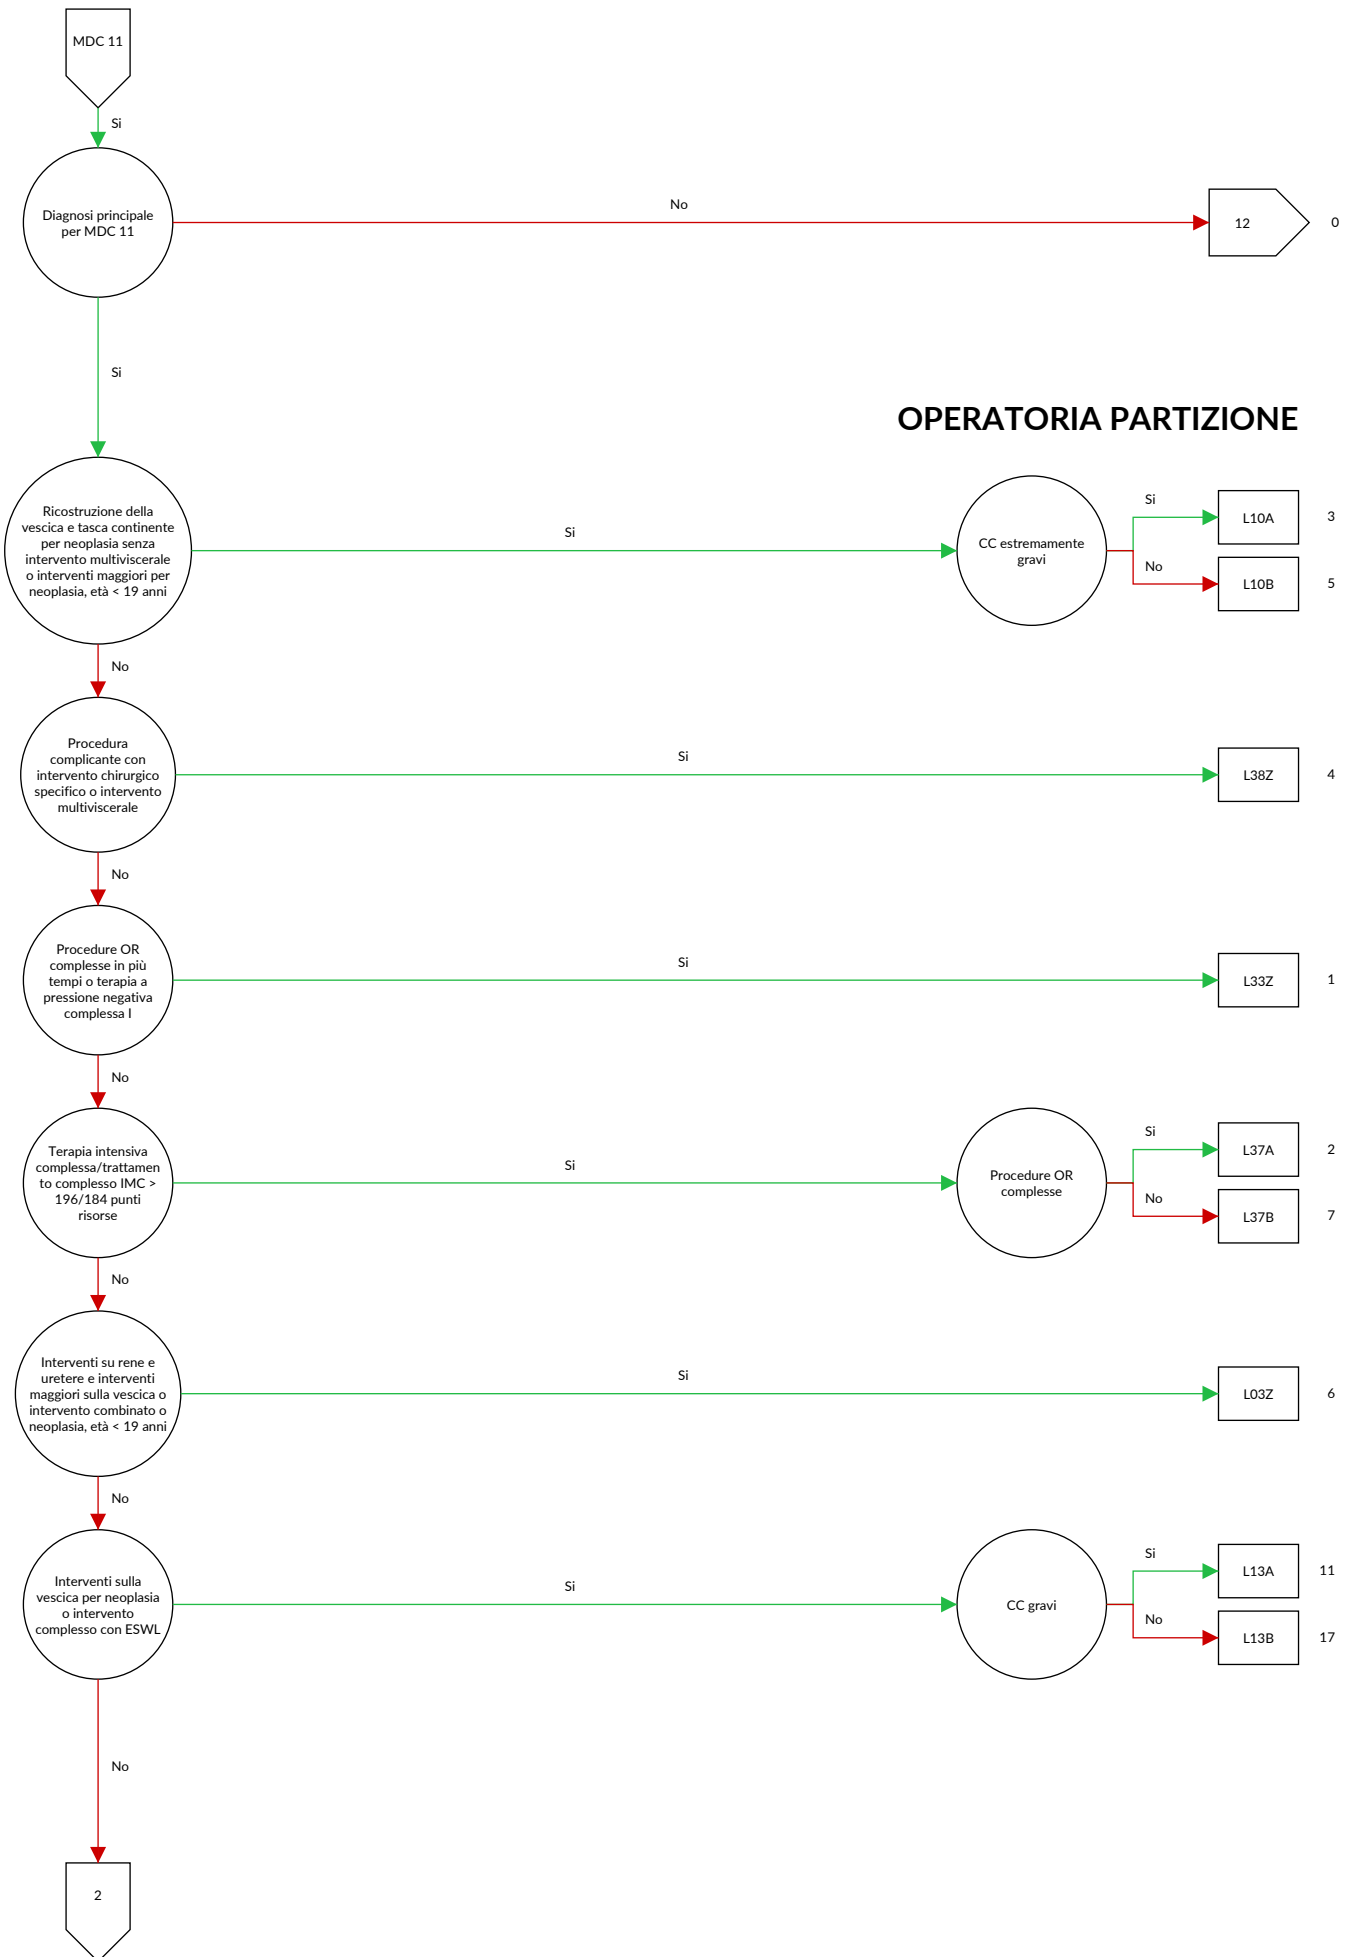 MDC 11
Si
Diagnosi principale
per MDC 11
No
12
0
Si
OPERATORIA PARTIZIONE
Ricostruzione della
vescica e tasca continente
per neoplasia senza
intervento multiviscerale
o interventi maggiori per
neoplasia, età < 19 anni
Si
CC estremamente
gravi
Si
L10A
3
No
L10B
5
No
Procedura
complicante con
intervento chirurgico
specifico o intervento
multiviscerale
Si
L38Z
4
No
Procedure OR
complesse in più
tempi o terapia a
pressione negativa
complessa I
Si
L33Z
1
No
Terapia intensiva
complessa/trattamen
to complesso IMC >
196/184 punti
risorse
Si
Procedure OR
complesse
Si
L37A
2
No
L37B
7
No
Interventi su rene e
uretere e interventi
maggiori sulla vescica o
intervento combinato o
neoplasia, età < 19 anni
Si
L03Z
6
No
Interventi sulla
vescica per neoplasia
o intervento
complesso con ESWL
Si
CC gravi
Si
L13A
11
No
L13B
17
No
2